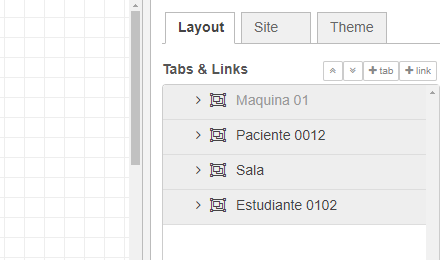 Layout Site Theme
Tabs & Links + tab + link
Maquina 01
Paciente 0012
Sala
Estudiante 0102